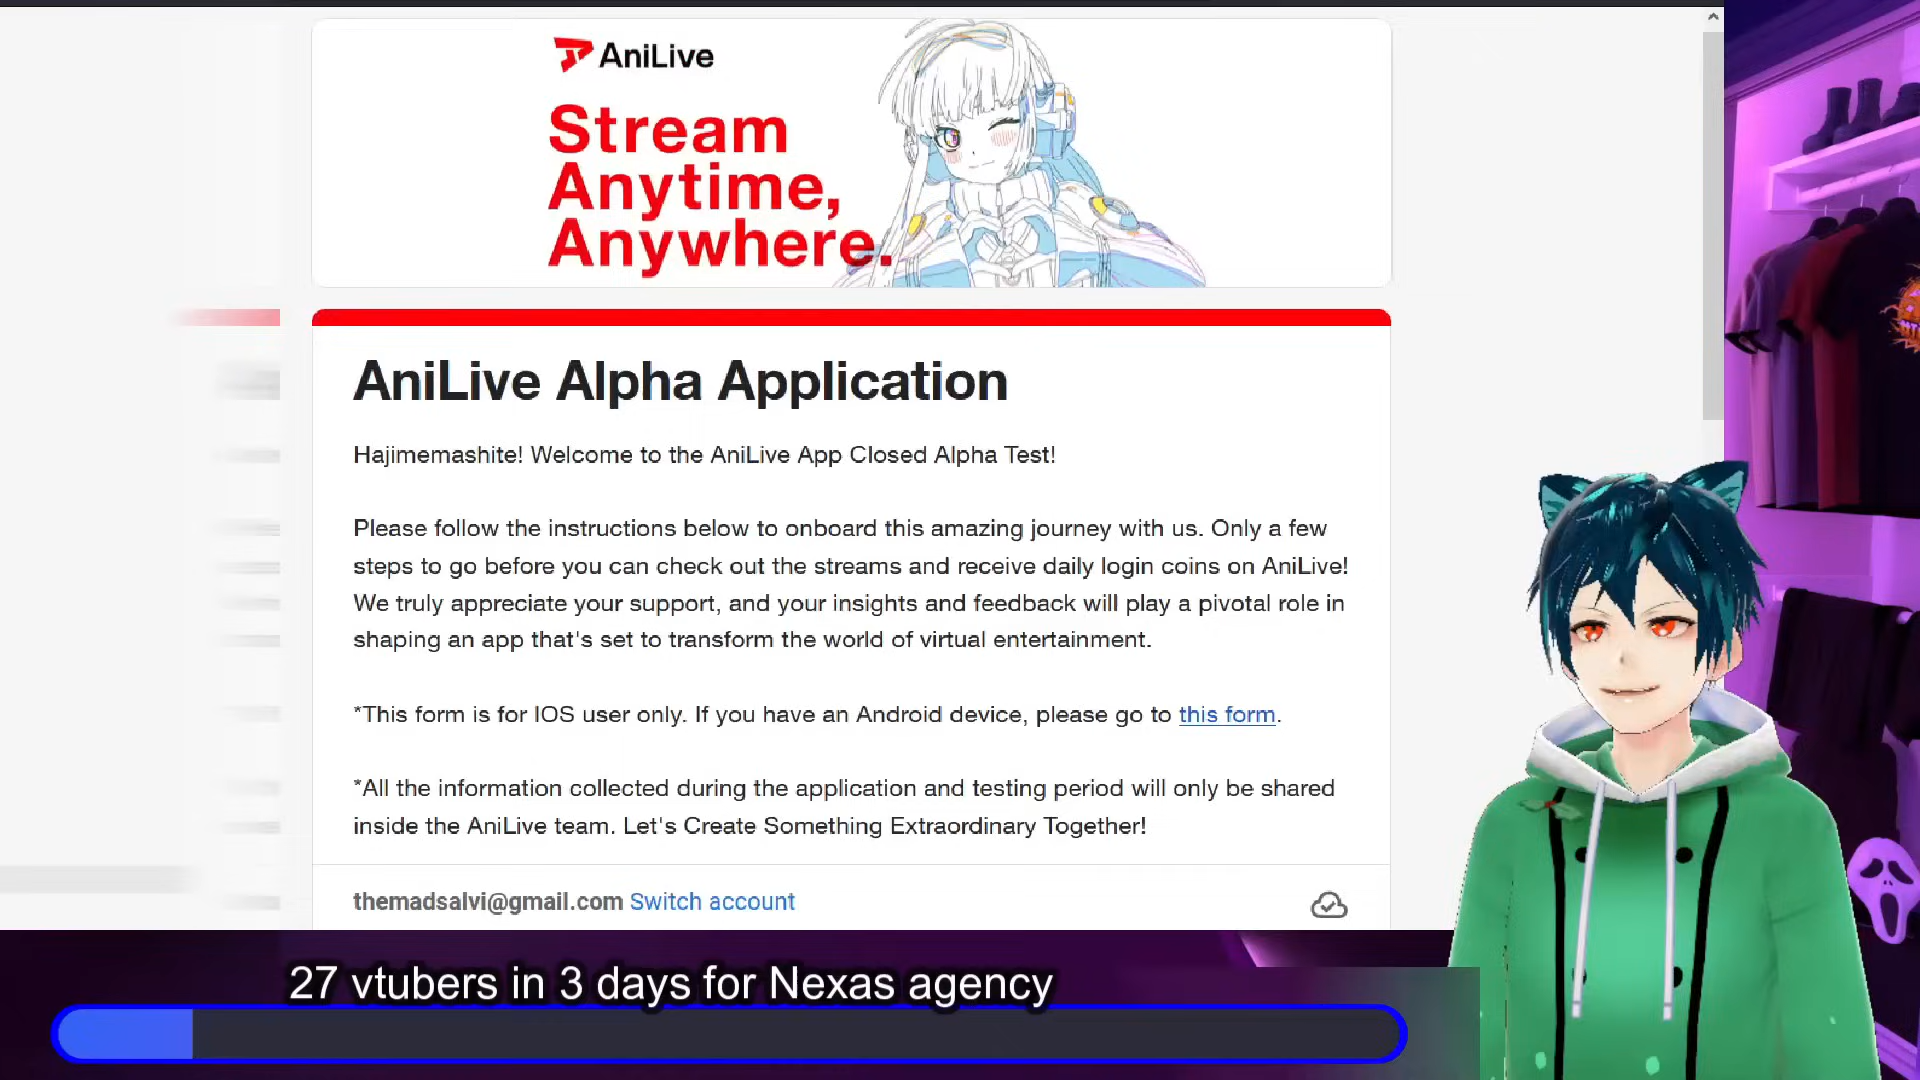 AniLive
Stream
Anytime,
Anywhere.
AniLive Alpha Application
Hajimemashite! Welcome to the AniLive App Closed Alpha Test!
Please follow the instructions below to onboard this amazing journey with us. Only a few
steps to go before you can check out the streams and receive daily login coins on AniLive!
We truly appreciate your support, and your insights and feedback will play a pivotal role in
shaping an app that's set to transform the world of virtual entertainment.
*This form is for IOS user only. If you have an Android device, please go to this form.
*All the information collected during the application and testing period will only be shared
inside the AniLive team. Let's Create Something Extraordinary Together!
themadsalvi@gmail.com Switch account
27 vtubers in 3 days for Nexas agency